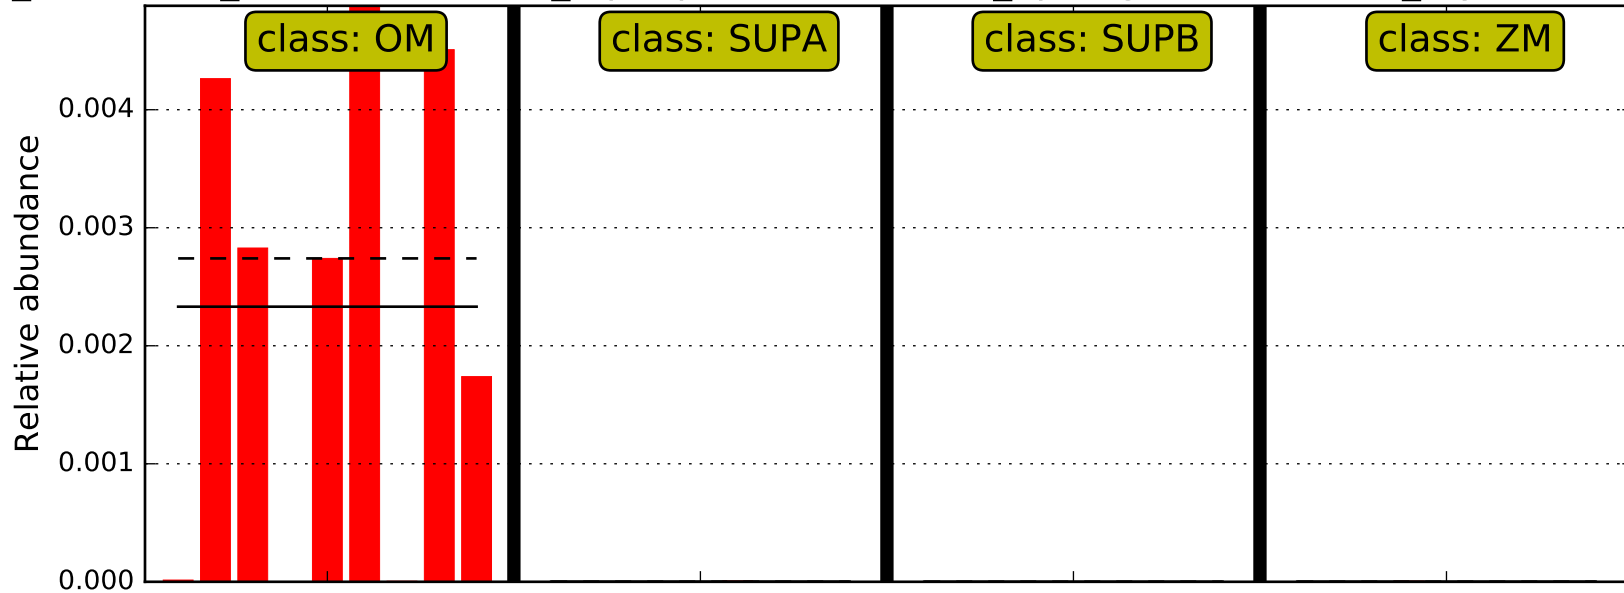 class: OM
class: SUPA
class: SUPB
class: ZM
Relative abundance
0.004
0.003
0.002
0.001
0.000